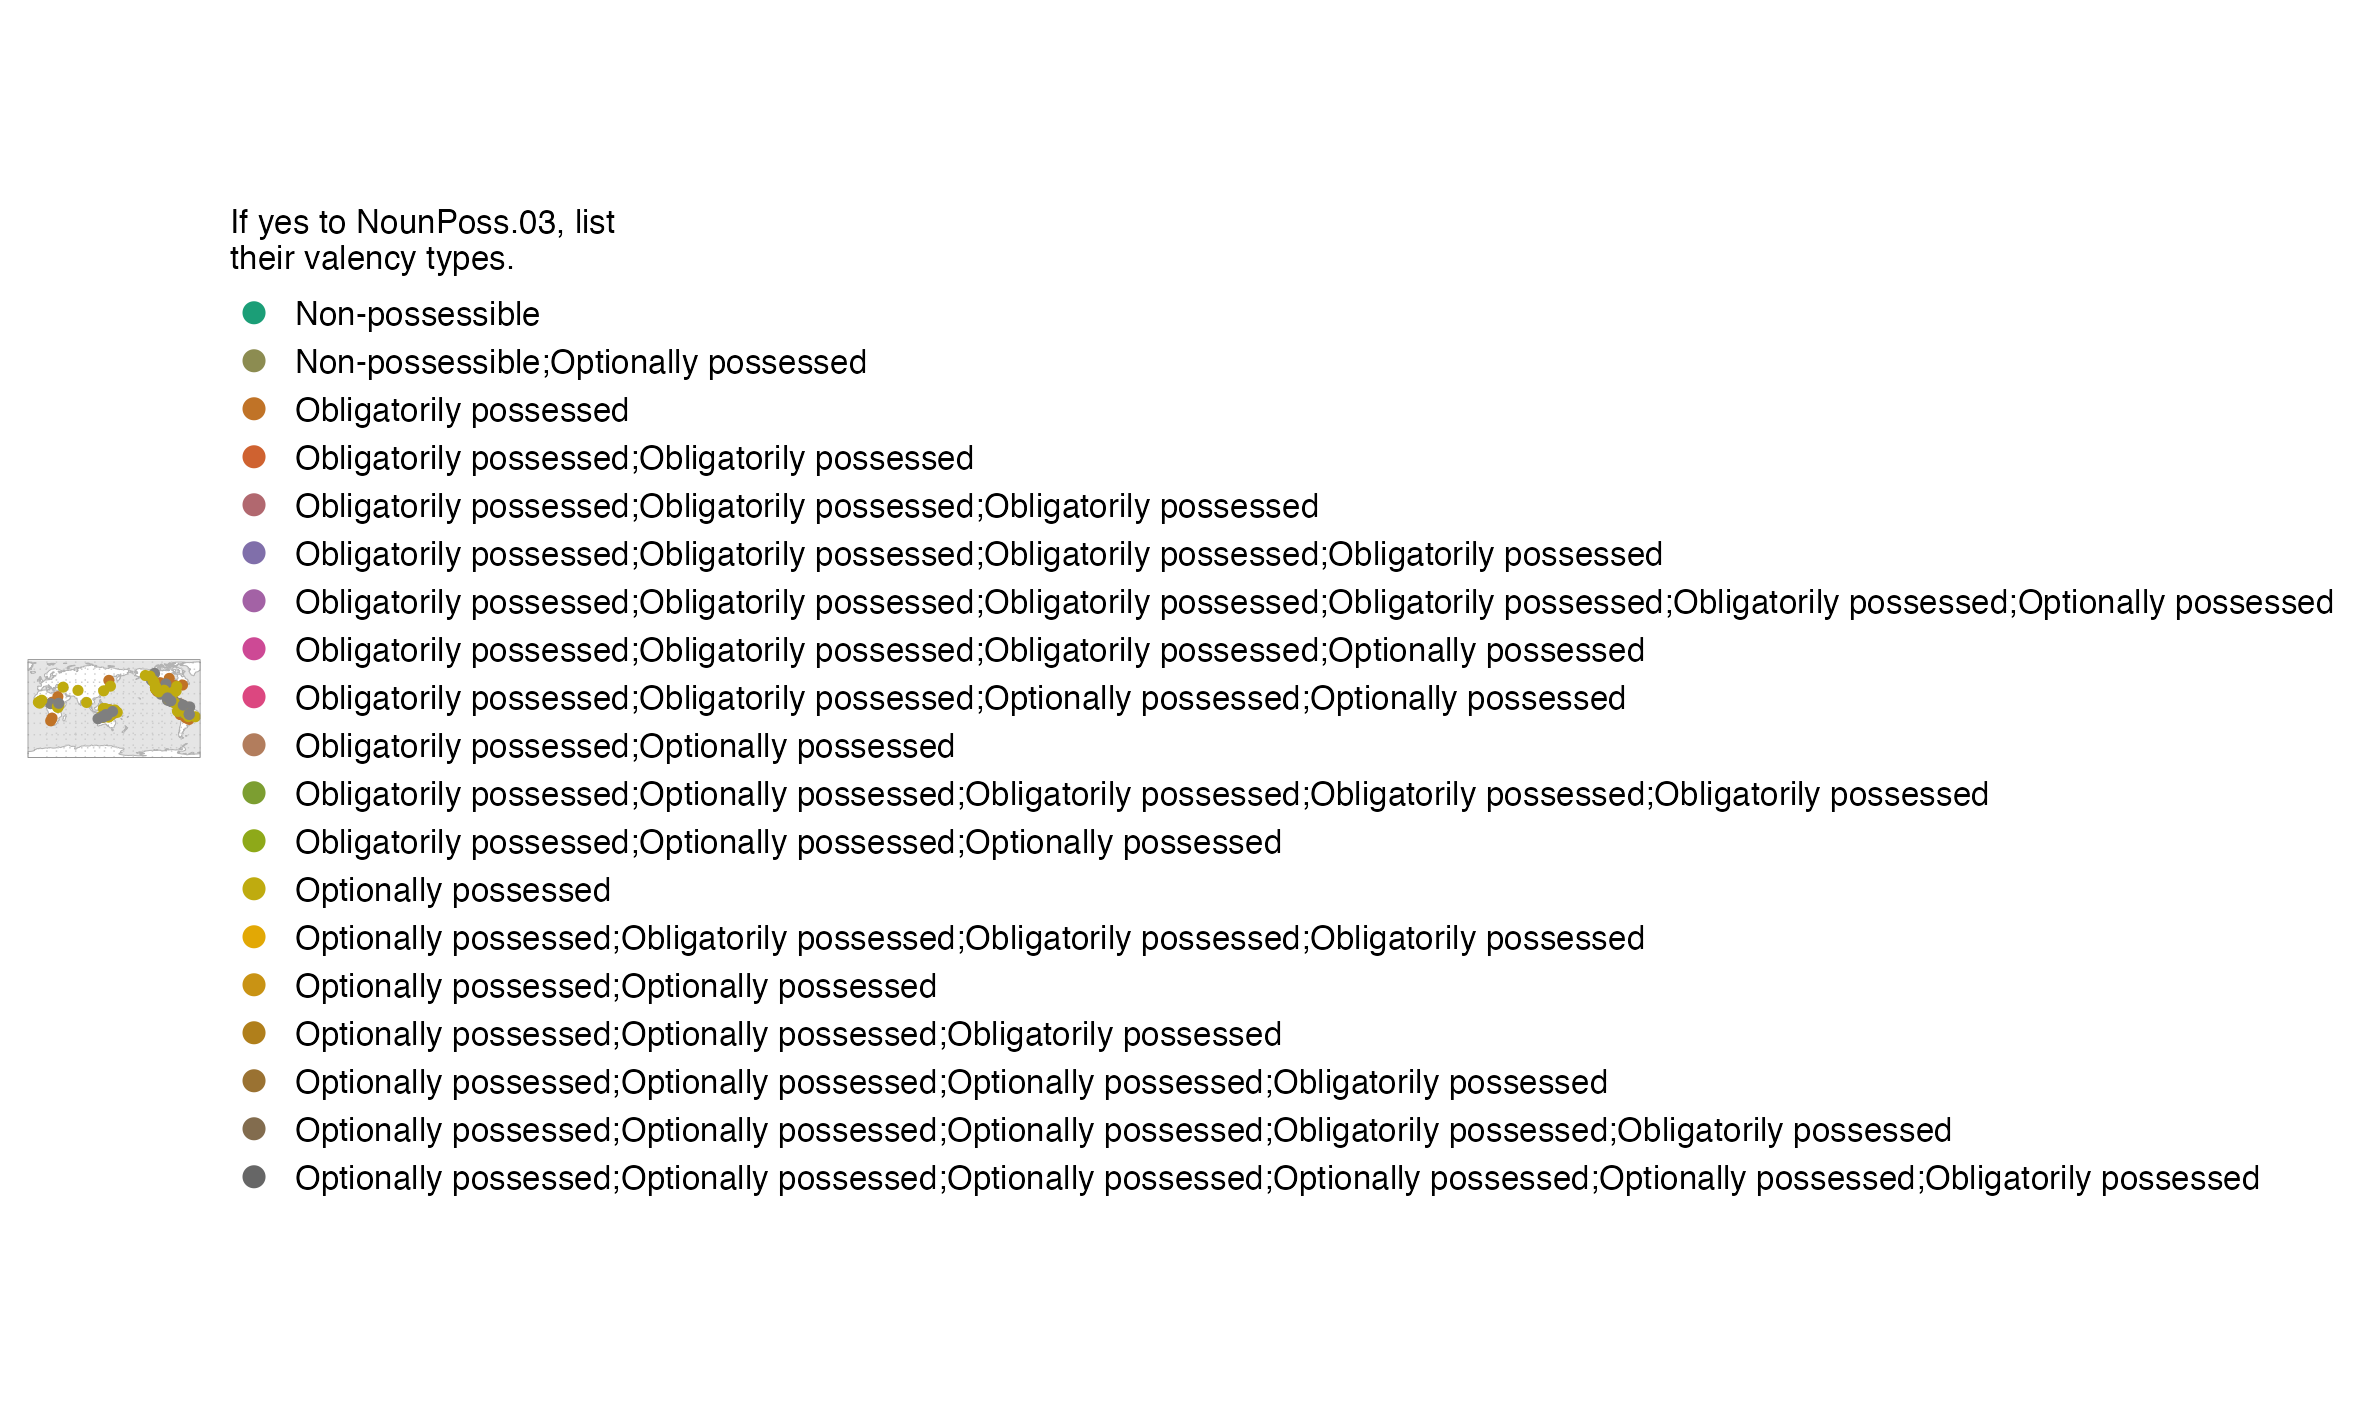 If yes to NounPoss.03, list
their valency types.
Non-possessible
Non-possessible;Optionally possessed
Obligatorily possessed
Obligatorily possessed;Obligatorily possessed
Obligatorily possessed;Obligatorily possessed;Obligatorily possessed
Obligatorily possessed;Obligatorily possessed;Obligatorily possessed;Obligatorily possessed
Obligatorily possessed;Obligatorily possessed;Obligatorily possessed;Obligatorily possessed;Obligatorily possessed;Optionally possessed
Obligatorily possessed;Obligatorily possessed;Obligatorily possessed;Optionally possessed
Obligatorily possessed;Obligatorily possessed;Optionally possessed;Optionally possessed
Obligatorily possessed;Optionally possessed
Obligatorily possessed;Optionally possessed;Obligatorily possessed;Obligatorily possessed;Obligatorily possessed
Obligatorily possessed;Optionally possessed;Optionally possessed
Optionally possessed
Optionally possessed;Obligatorily possessed;Obligatorily possessed;Obligatorily possessed
Optionally possessed;Optionally possessed
Optionally possessed;Optionally possessed;Obligatorily possessed
Optionally possessed;Optionally possessed;Optionally possessed;Obligatorily possessed
Optionally possessed;Optionally possessed;Optionally possessed;Obligatorily possessed;Obligatorily possessed
Optionally possessed;Optionally possessed;Optionally possessed;Optionally possessed;Optionally possessed;Obligatorily possessed